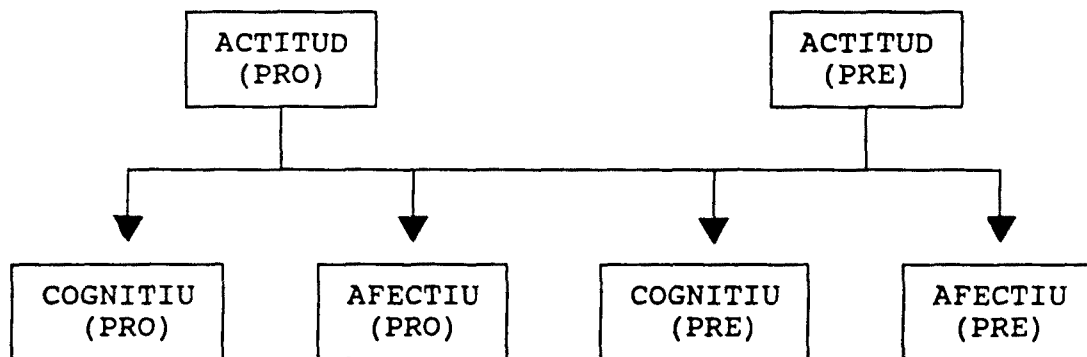 ACTITUD
(PRO)
ACTITUD
(PRE)
COGNITIU
(PRO)
AFECTIU
(PRO)
COGNITIU
(PRE)
AFECTIU
(PRE)